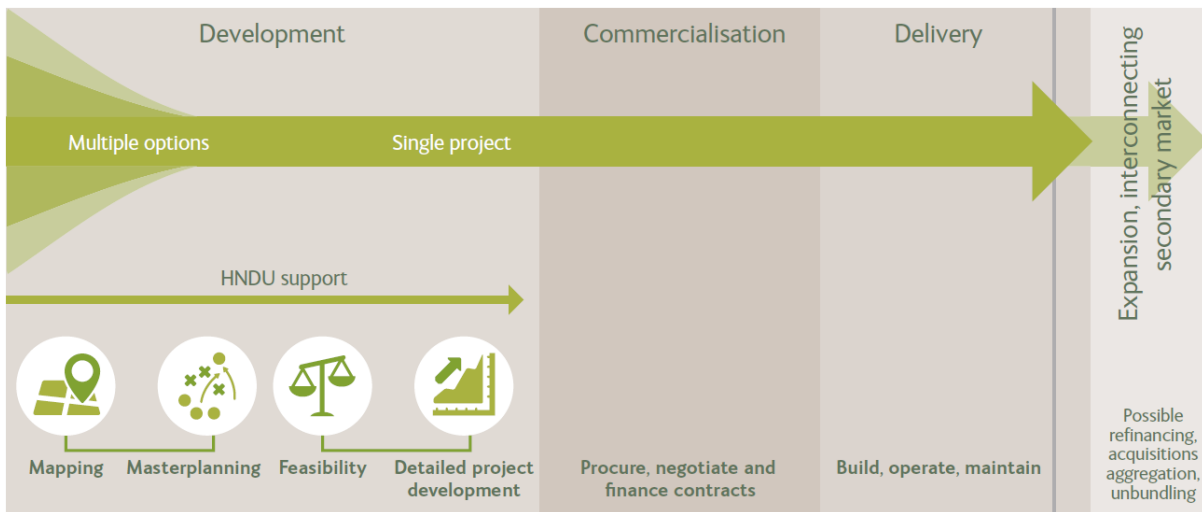 Development
Commercialisation
Delivery
Expansion, interconnecting
secondary market
Multiple options
Single project
HNDU support
Mapping
Masterplanning
Feasibility
Detailed project
development
Procure, negotiate and
finance contracts
Build, operate, maintain
Possible
refinancing,
acquisitions
aggregation,
unbundling